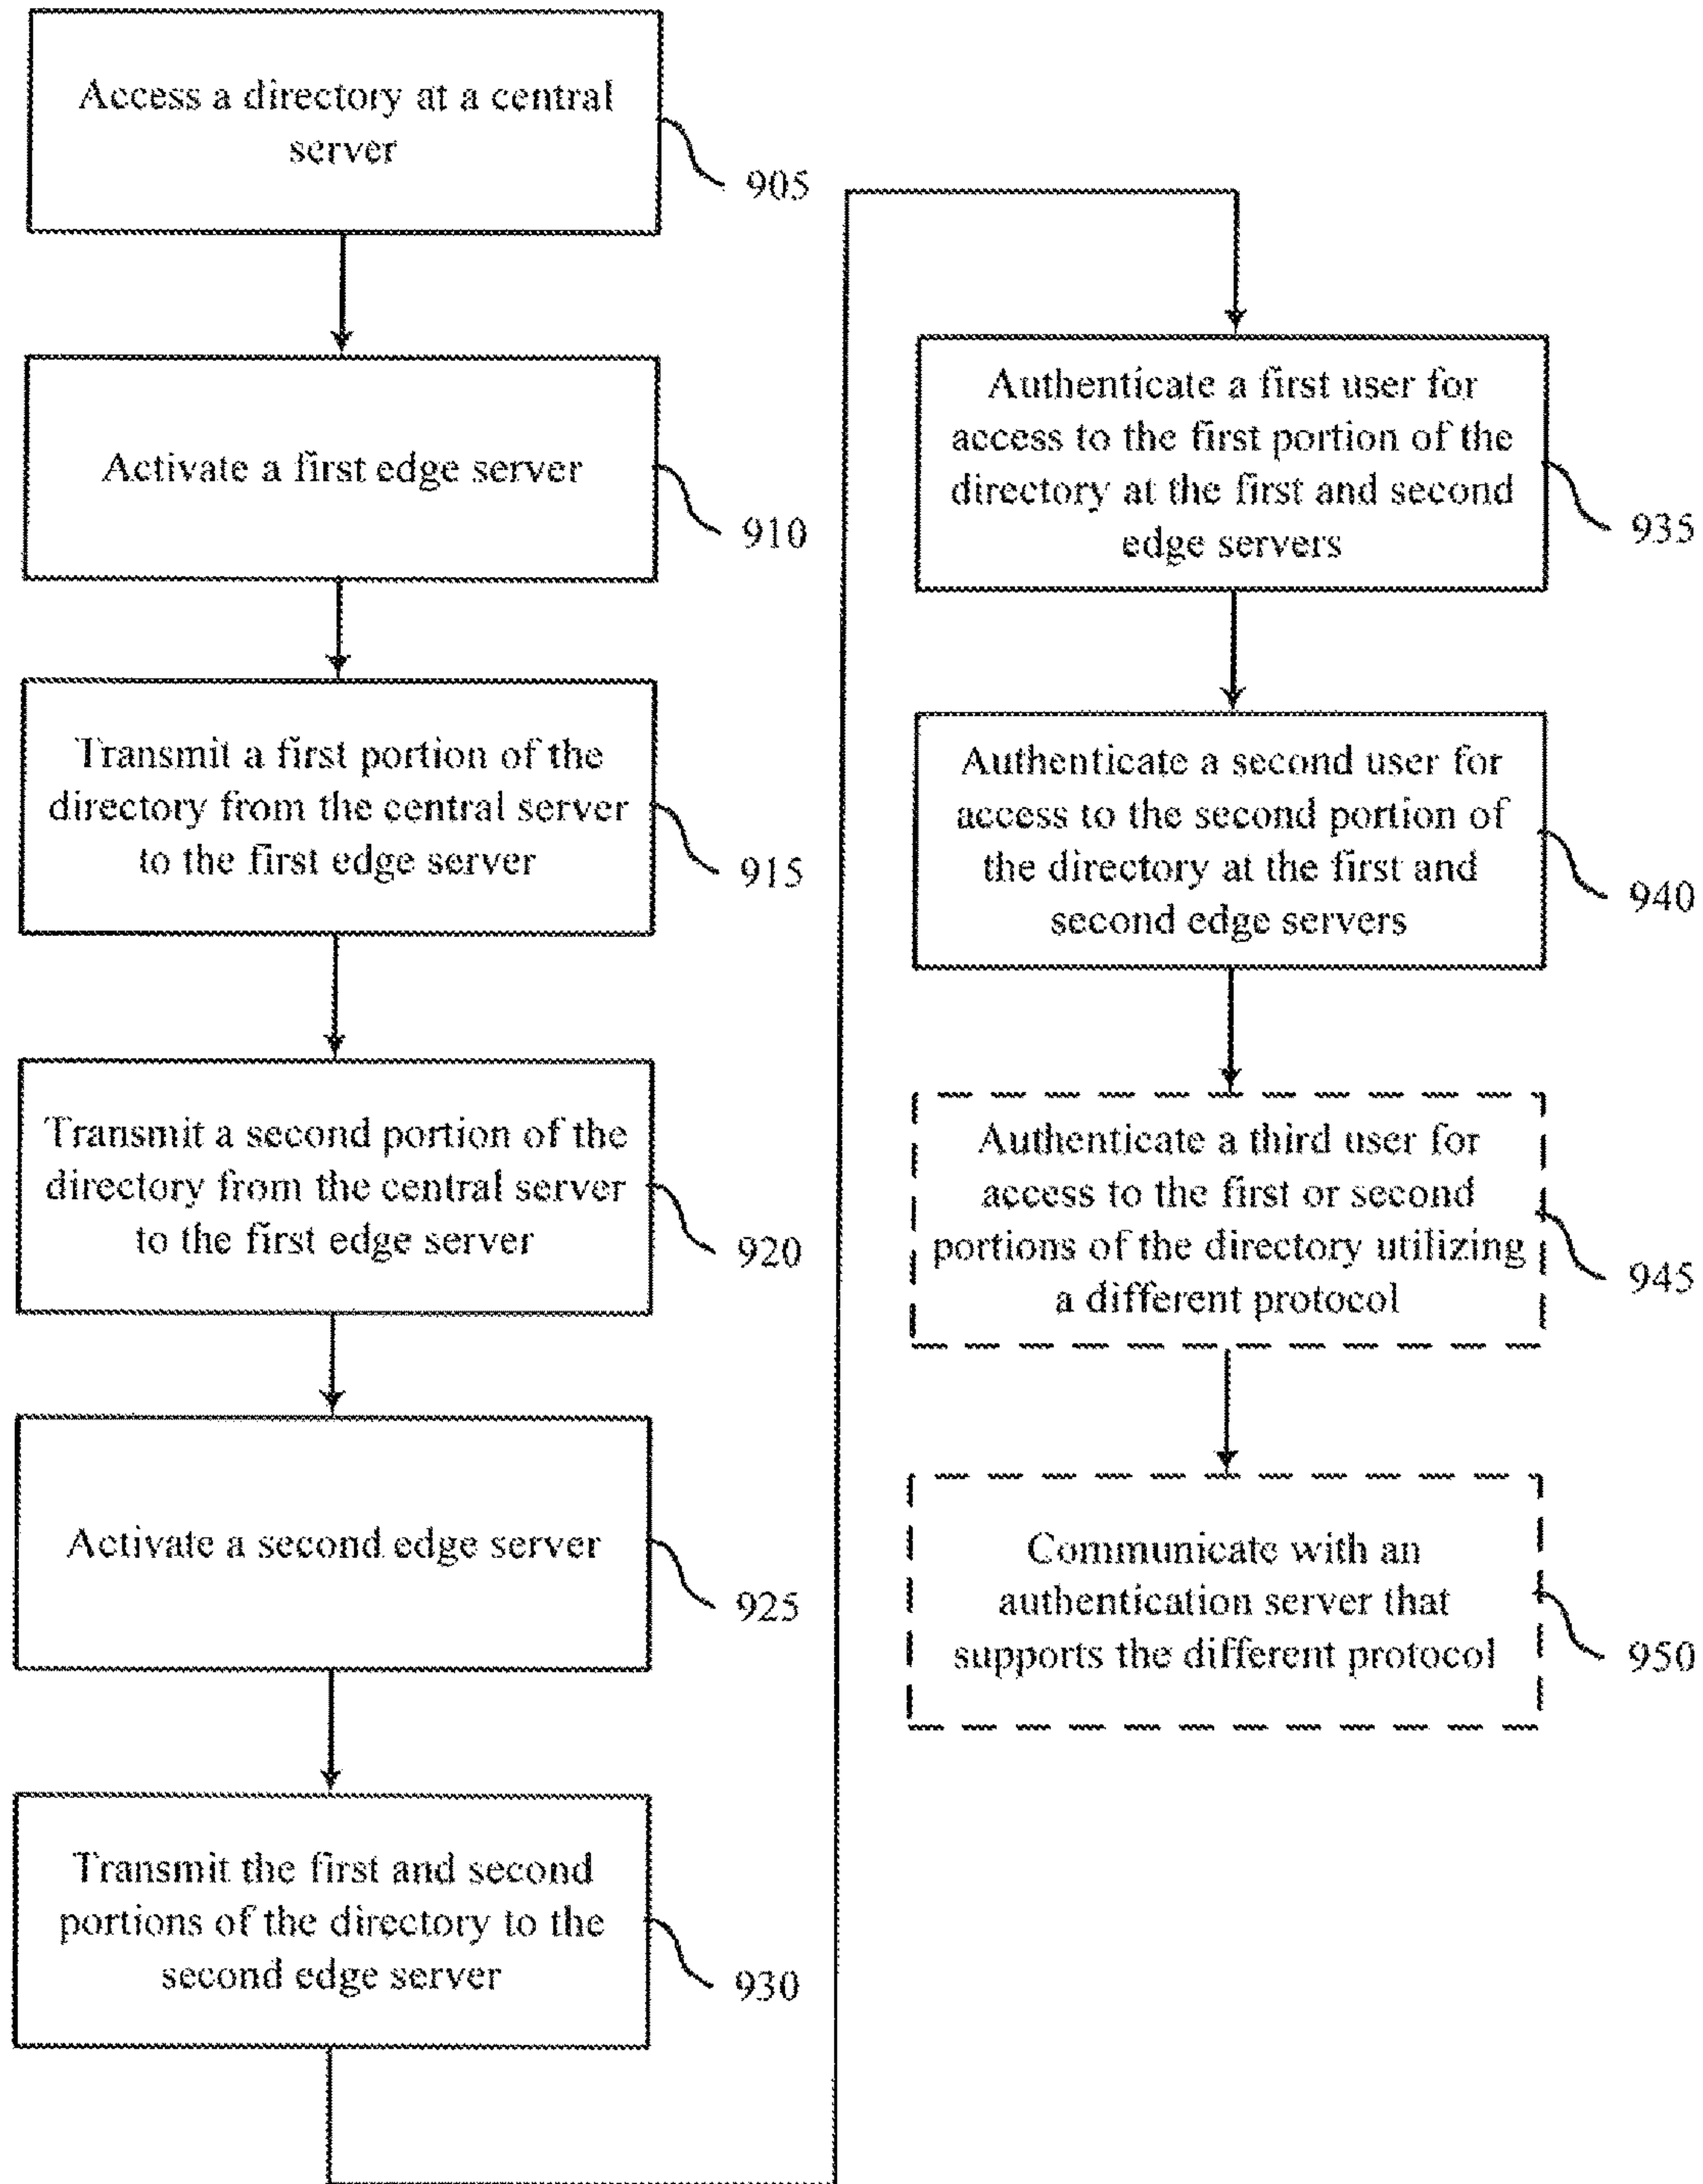 Access a directory at a central
server
905
Activate a first edge server
910
Transmit a first portion of the
directory from the central server
to the first edge server
915
Transmit a second portion of the
directory from the central server
to the first edge server
920
Activate a second edge server
925
Transmit the first and second
portions of the directory to the
second edge server
930
Authenticate a first user for
access to the first portion of the
directory at the first and second
edge servers
935
Authenticate a second user for
access to the second portion of
the directory at the first and
second edge servers
940
Authenticate a third user for
access to the first or second
portions of the directory utilizing
a different protocol
945
Communicate with an
authentication server that
supports the different protocol
950